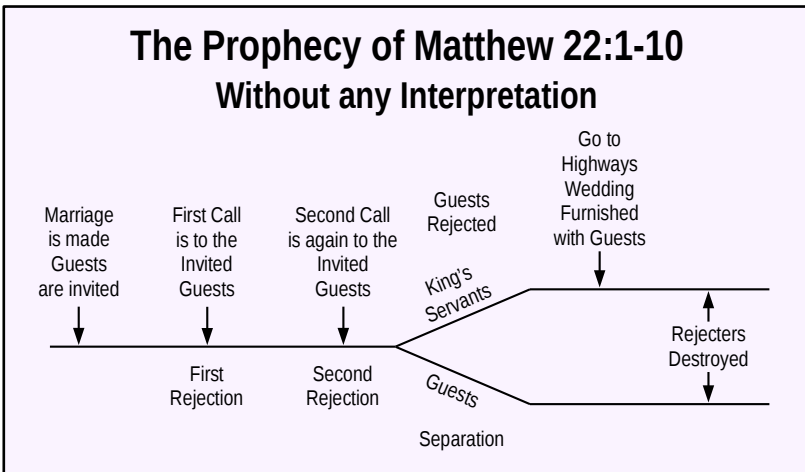 The Prophecy of Matthew 22:1-10
Without any Interpretation
Marriage
is made
Guests
are invited
First Call
is to the
Invited
Guests
Second Call
is again to the
Invited
Guests
Guests
Rejected
Go to
Highways
Wedding
Furnished
with Guests
King's
Servants
First
Rejection
Second
Rejection
Guests
Separation
Rejecters
Destroyed